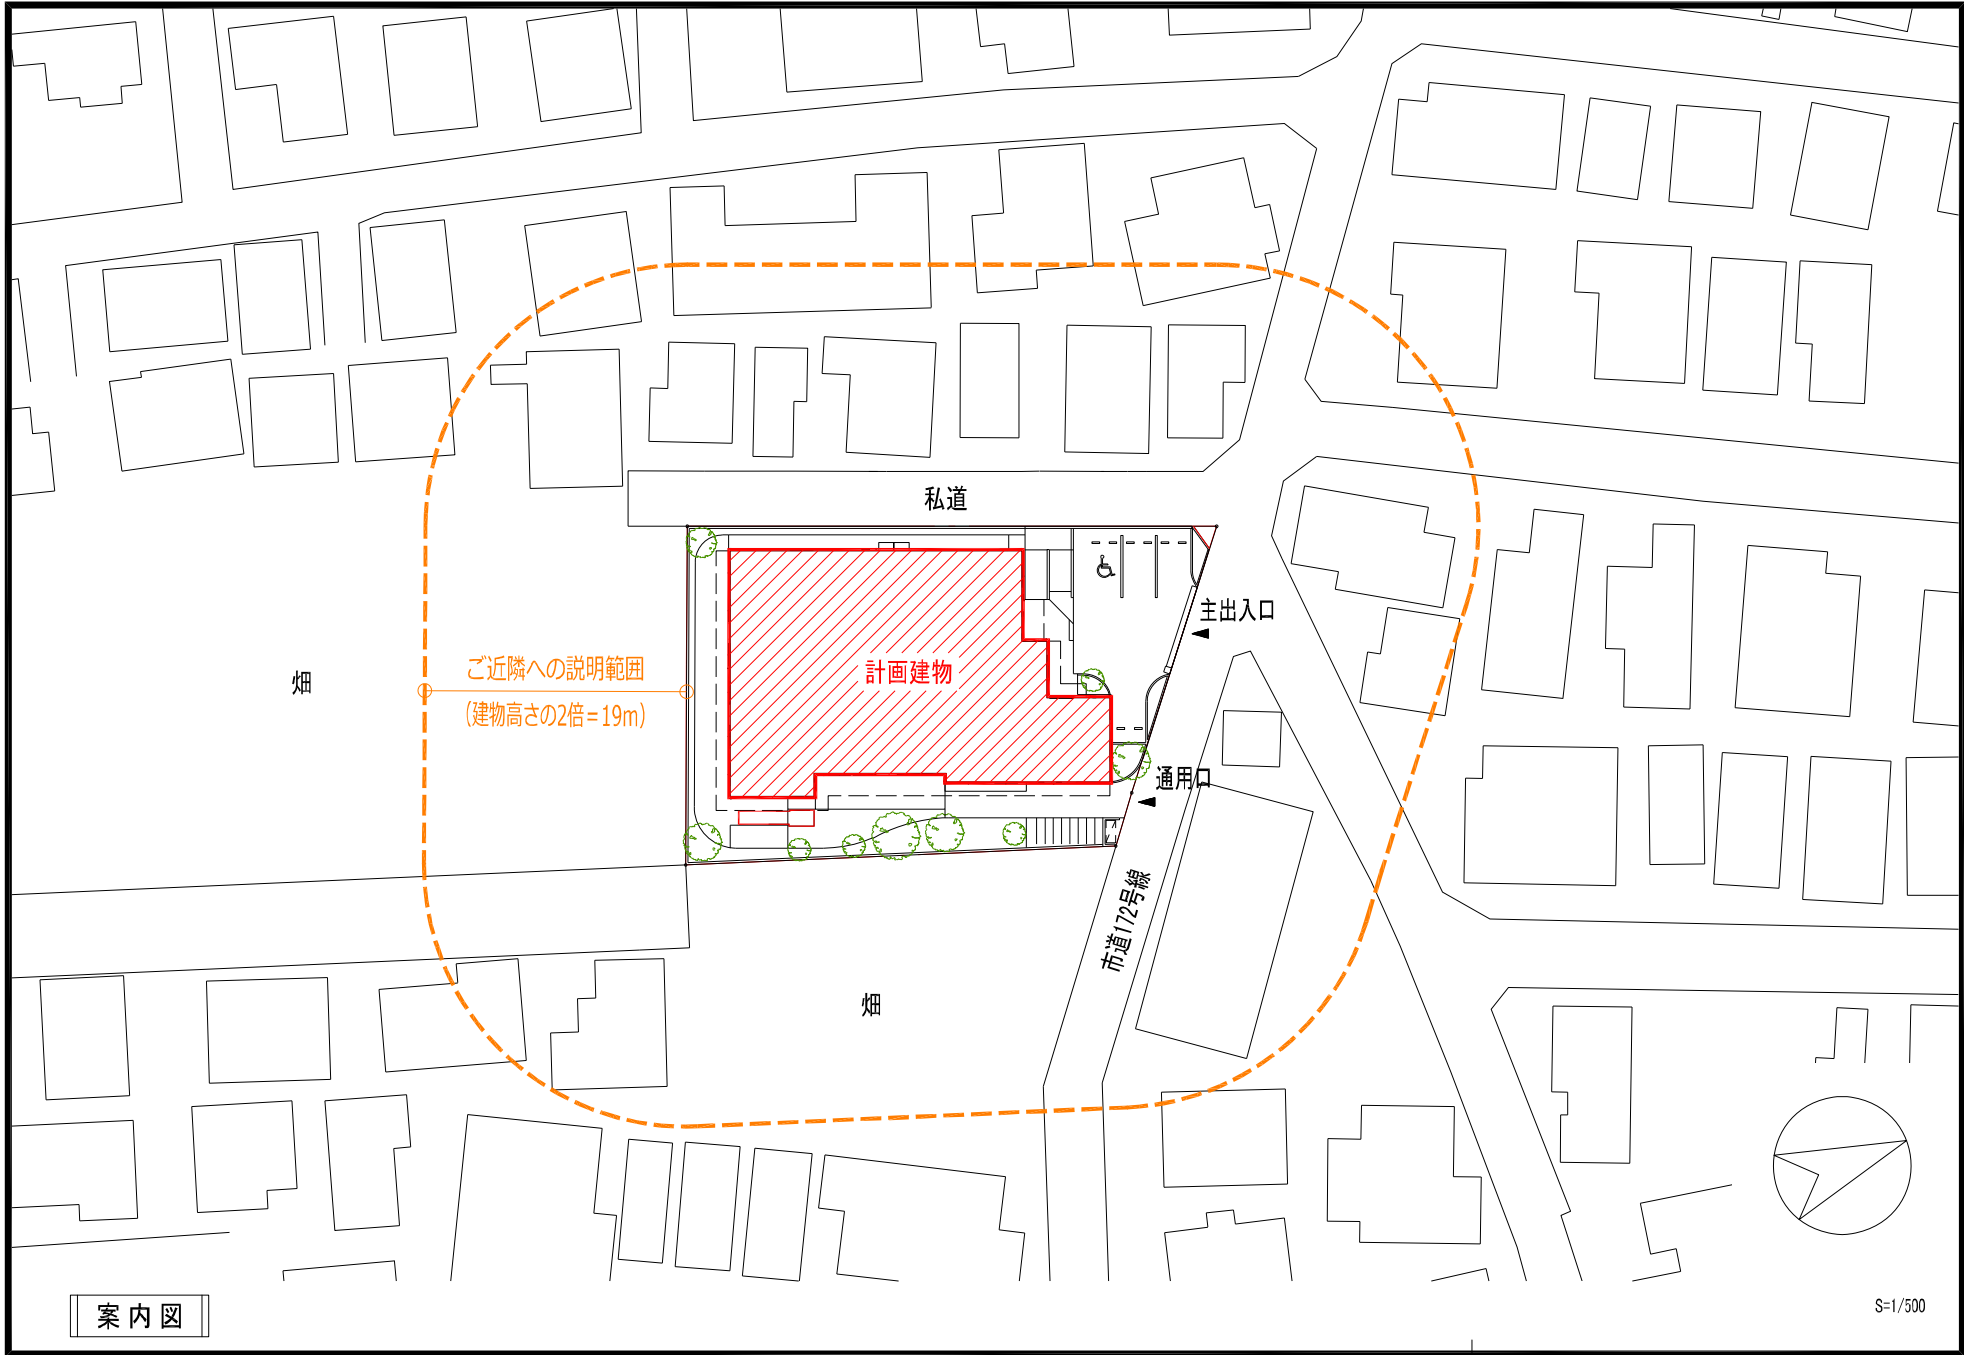 私道
主出入口
ご近隣への説明範囲
(建物高さの2倍=19m)
計画建物
畑
通用口
市道172号線
畑
案内図
S=1/500